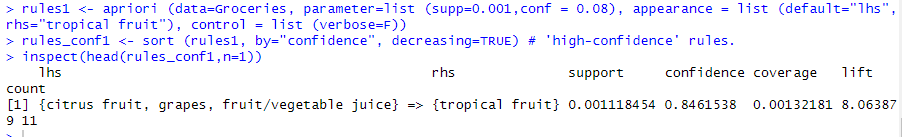 > rules1 <- apriori (data=Groceries, parameter=list (supp=0.001,conf = 0.08), appearance = list (default="lhs",
rhs="tropical fruit"), control = list (verbose=F))
> rules_conf1 <- sort (rules1, by="confidence", decreasing=TRUE) # 'high-confidence' rules.
> inspect(head(rules_conf1,n=1))
lhs rhs support confidence coverage lift
count
[1] {citrus fruit, grapes, fruit/vegetable juice} => {tropical fruit} 0.001118454 0.8461538 0.00132181 8.06387
9 11
>